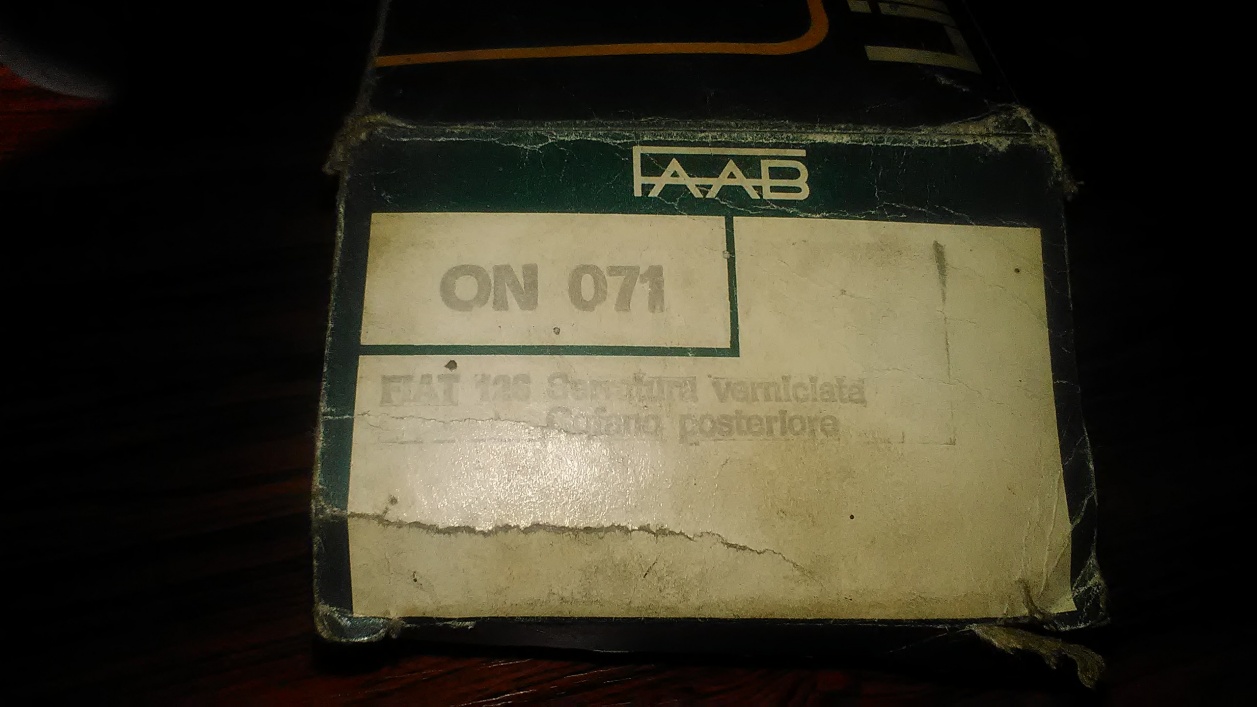 FAAB
ON 071
FIAT 126 Serratura verniciata
Cofano posteriore